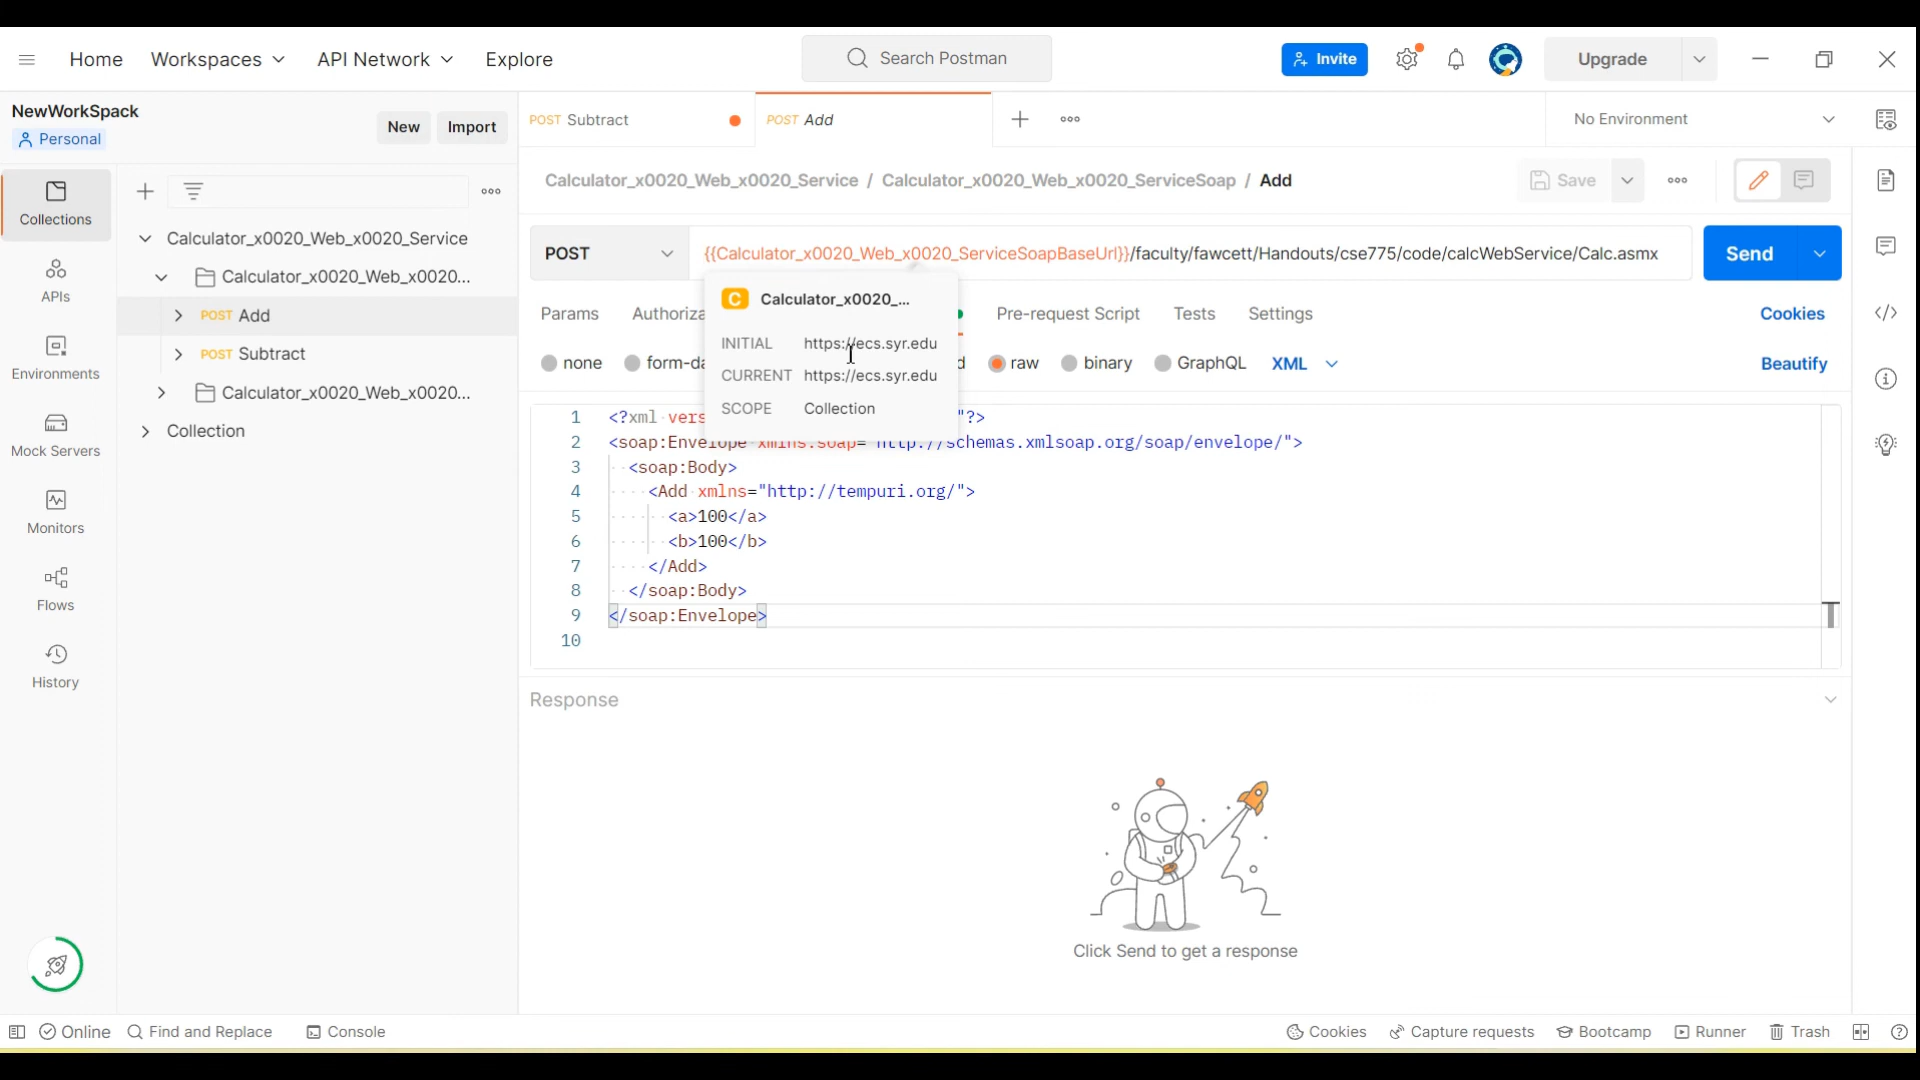 Home Workspaces API Network Explore Search Postman Invite Upgrade
NewWorkSpack
Personal
New Import
POST Subtract POST Add No Environment
Collections
APIs
Environments
Mock Servers
Monitors
Flows
History
Calculator_x0020_Web_x0020_Service
Calculator_x0020_Web_x0020...
POST Add
POST Subtract
Calculator_x0020_Web_x0020...
Collection
Calculator_x0020_Web_x0020_Service / Calculator_x0020_Web_x0020_ServiceSoap / Add Save
POST {{Calculator_x0020_Web_x0020_ServiceSoapBaseUrl}}/faculty/fawcett/Handouts/cse775/code/calcWebService/Calc.asmx Send
C Calculator_x0020_...
INITIAL https://ecs.syr.edu
CURRENT https://ecs.syr.edu
SCOPE Collection
Params Authoriza Pre-request Script Tests Settings Cookies
none form-da d raw binary GraphQL XML Beautify
1 <?xml vers "?>
2 <soap:Envelope xmlns:soap="http://schemas.xmlsoap.org/soap/envelope/">
3 <soap:Body>
4 <Add xmlns="http://tempuri.org/">
5 <a>100</a>
6 <b>100</b>
7 </Add>
8 </soap:Body>
9 </soap:Envelope>
10
Response
Click Send to get a response
Online Find and Replace Console Cookies Capture requests Bootcamp Runner Trash